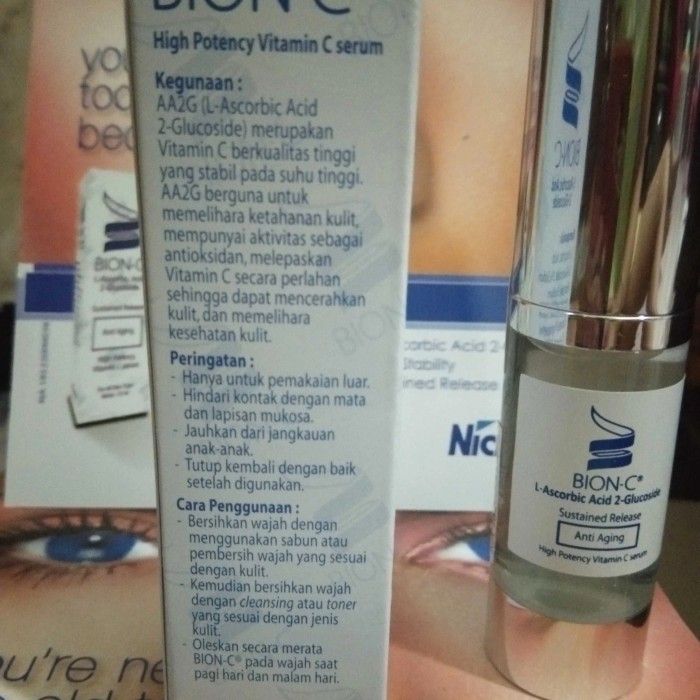 BION-C
High Potency Vitamin C serum
Kegunaan :
AA2G (L-Ascorbic Acid
2-Glucoside) merupakan
Vitamin C berkualitas tinggi
yang stabil pada suhu tinggi.
AA2G berguna untuk
memelihara ketahanan kulit,
mempunyai aktivitas sebagai
antioksidan, melepaskan
Vitamin C secara perlahan
sehingga dapat mencerahkan
kulit, dan memelihara
kesehatan kulit.
Peringatan :
- Hanya untuk pemakaian luar.
- Hindari kontak dengan mata
dan lapisan mukosa.
- Jauhkan dari jangkauan
anak-anak.
- Tutup kembali dengan baik
setelah digunakan.
Cara Penggunaan :
- Bersihkan wajah dengan
menggunakan sabun atau
pembersih wajah yang sesuai
dengan kulit.
- Kemudian bersihkan wajah
dengan cleansing atau toner
yang sesuai dengan jenis
kulit.
- Oleskan secara merata
BION-C® pada wajah saat
pagi hari dan malam hari.
BION-C®
L-Ascorbic Acid 2-Glucoside
Sustained Release
Anti Aging
High Potency Vitamin C serum
BION-C
Anti Aging
corbic Acid 2-
Stability
ined Release
Nic
u're ne